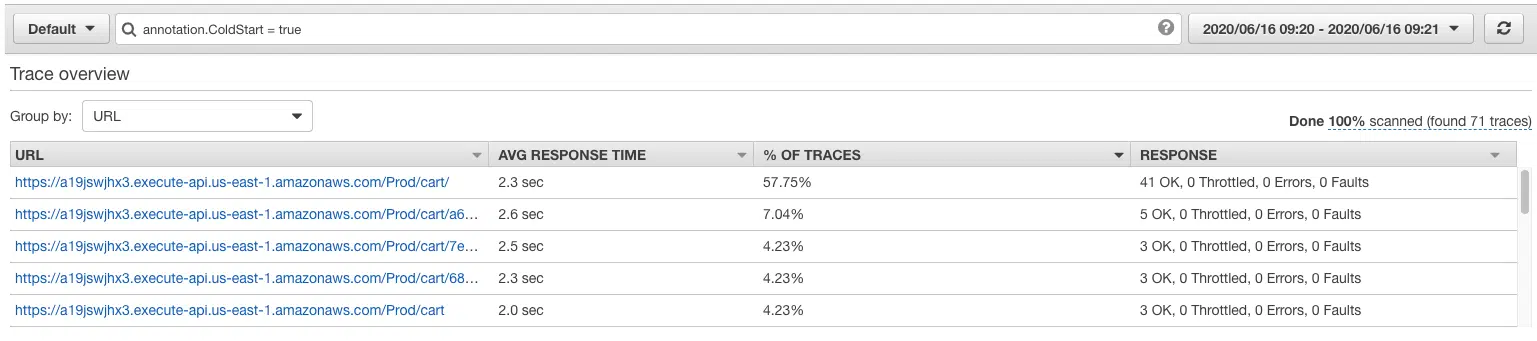 Default annotation.ColdStart = true ? 2020/06/16 09:20 - 2020/06/16 09:21
Trace overview
Group by: URL
Done 100% scanned (found 71 traces)
URL AVG RESPONSE TIME % OF TRACES RESPONSE
https://a19jswjhx3.execute-api.us-east-1.amazonaws.com/Prod/cart/ 2.3 sec 57.75% 41 OK, 0 Throttled, 0 Errors, 0 Faults
https://a19jswjhx3.execute-api.us-east-1.amazonaws.com/Prod/cart/a6... 2.6 sec 7.04% 5 OK, 0 Throttled, 0 Errors, 0 Faults
https://a19jswjhx3.execute-api.us-east-1.amazonaws.com/Prod/cart/7e... 2.5 sec 4.23% 3 OK, 0 Throttled, 0 Errors, 0 Faults
https://a19jswjhx3.execute-api.us-east-1.amazonaws.com/Prod/cart/68... 2.3 sec 4.23% 3 OK, 0 Throttled, 0 Errors, 0 Faults
https://a19jswjhx3.execute-api.us-east-1.amazonaws.com/Prod/cart 2.0 sec 4.23% 3 OK, 0 Throttled, 0 Errors, 0 Faults